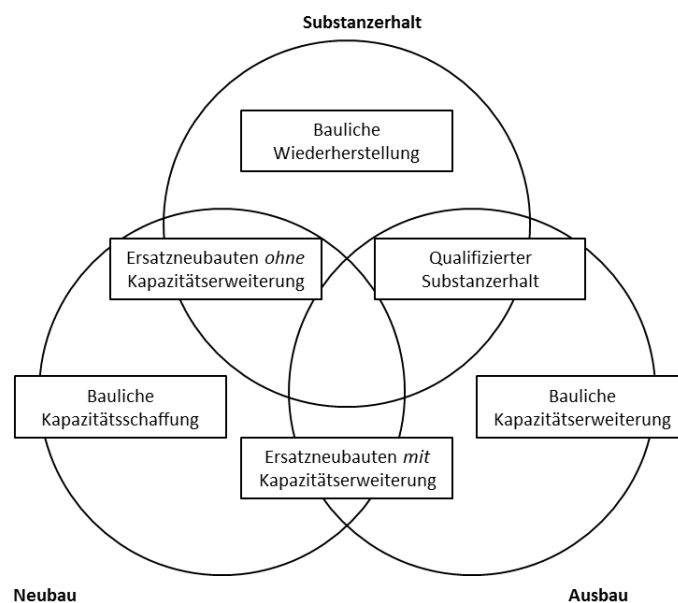 Substanzerhalt
Bauliche
Wiederherstellung
Ersatzneubauten ohne
Kapazitätserweiterung
Qualifizierter
Substanzerhalt
Bauliche
Kapazitätsschaffung
Bauliche
Kapazitätserweiterung
Ersatzneubauten mit
Kapazitätserweiterung
Neubau
Ausbau